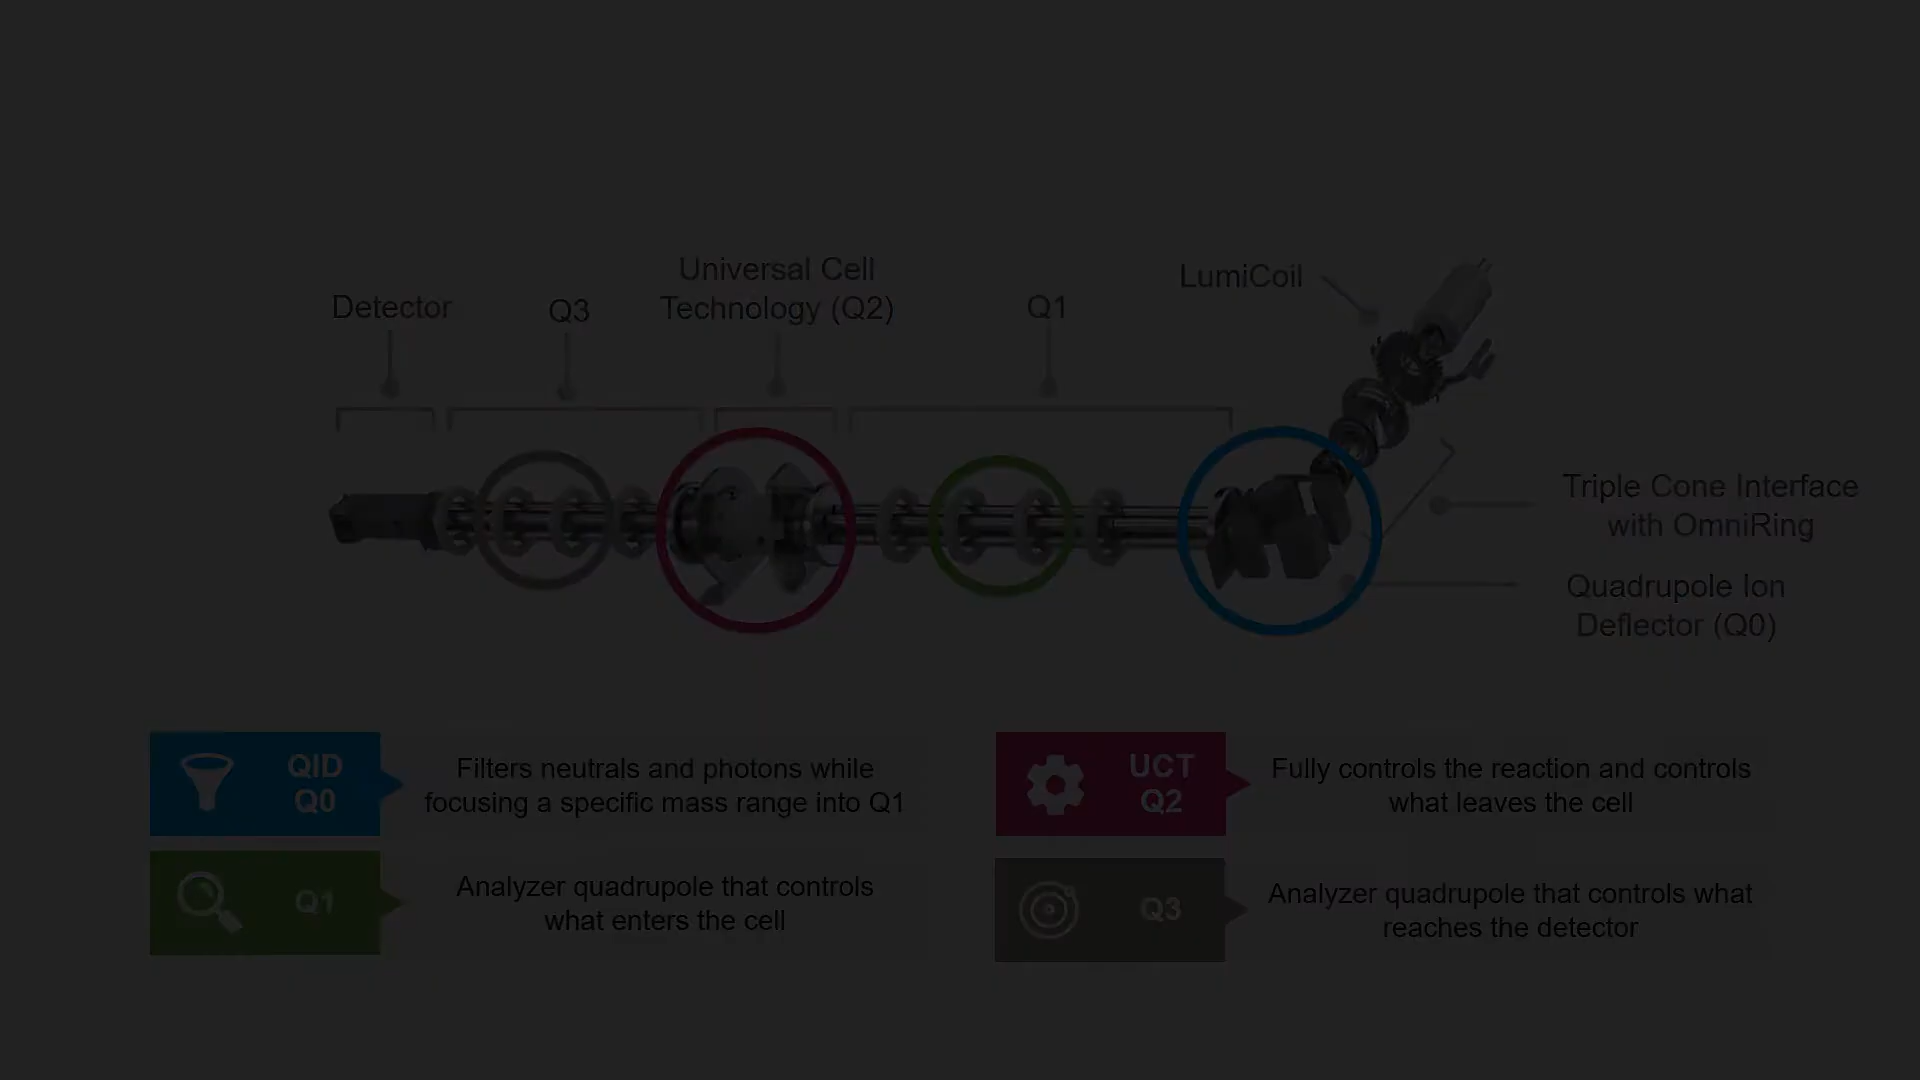 Universal Cell
Technology (Q2)
Detector
Q3
Q1
LumiCoil
Triple Cone Interface
with OmniRing
Quadrupole Ion
Deflector (Q0)
QID
Q0
Filters neutrals and photons while
focusing a specific mass range into Q1
UCT
Q2
Fully controls the reaction and controls
what leaves the cell
Q1
Analyzer quadrupole that controls
what enters the cell
Q3
Analyzer quadrupole that controls what
reaches the detector